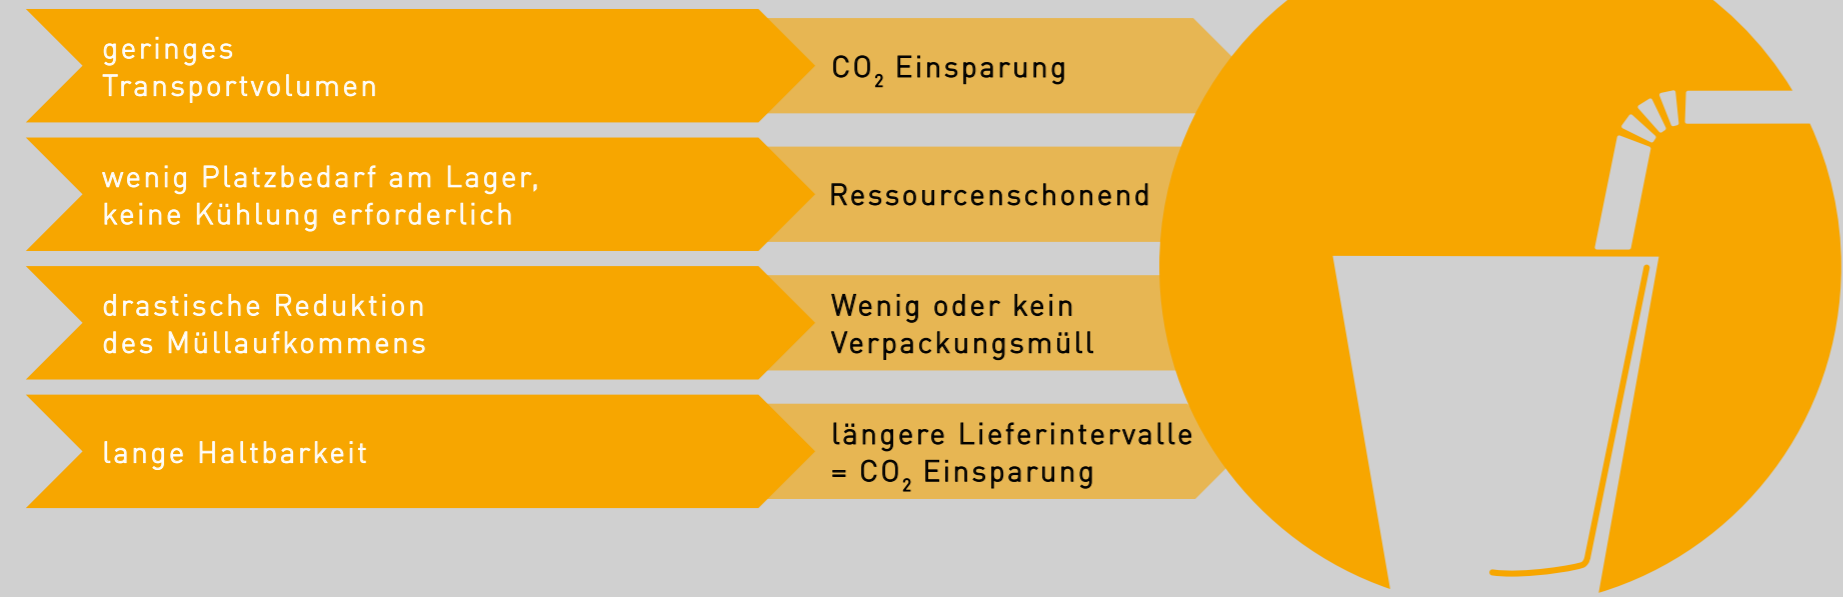 geringes
Transportvolumen
CO₂ Einsparung
wenig Platzbedarf am Lager,
keine Kühlung erforderlich
Ressourcenschonend
drastische Reduktion
des Müllaufkommens
Wenig oder kein
Verpackungsmüll
lange Haltbarkeit
längere Lieferintervalle
= CO₂ Einsparung